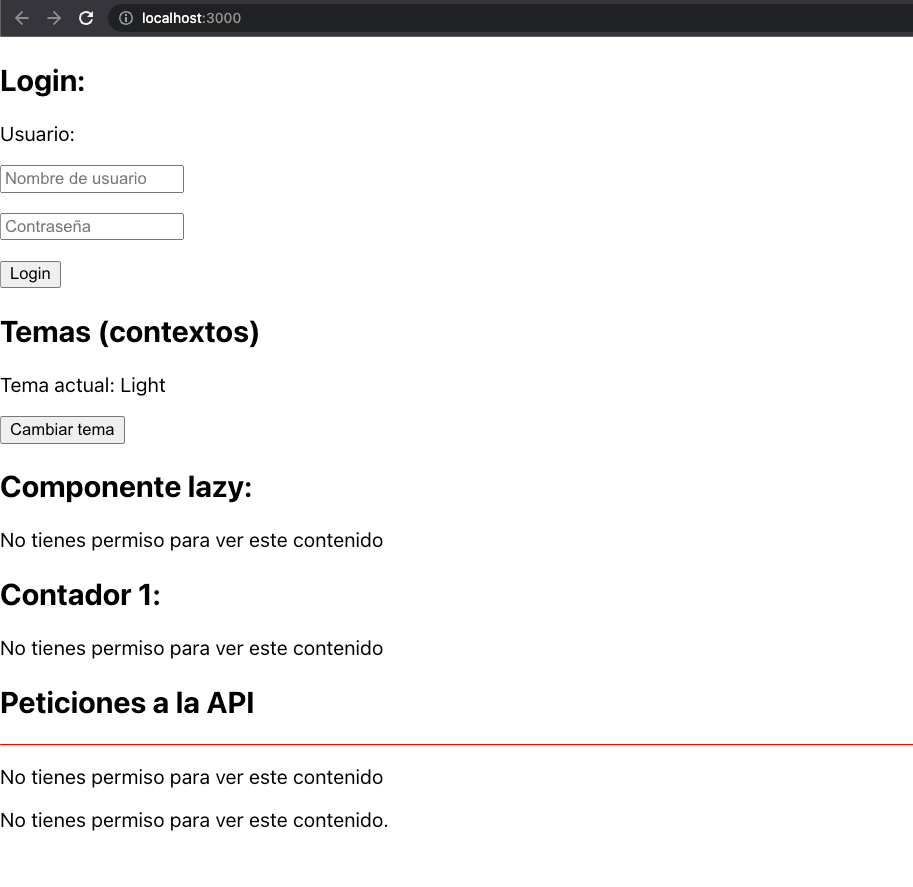 localhost:3000
Login:
Usuario:
Nombre de usuario
Contraseña
Login
Temas (contextos)
Tema actual: Light
Cambiar tema
Componente lazy:
No tienes permiso para ver este contenido
Contador 1:
No tienes permiso para ver este contenido
Peticiones a la API
No tienes permiso para ver este contenido
No tienes permiso para ver este contenido.